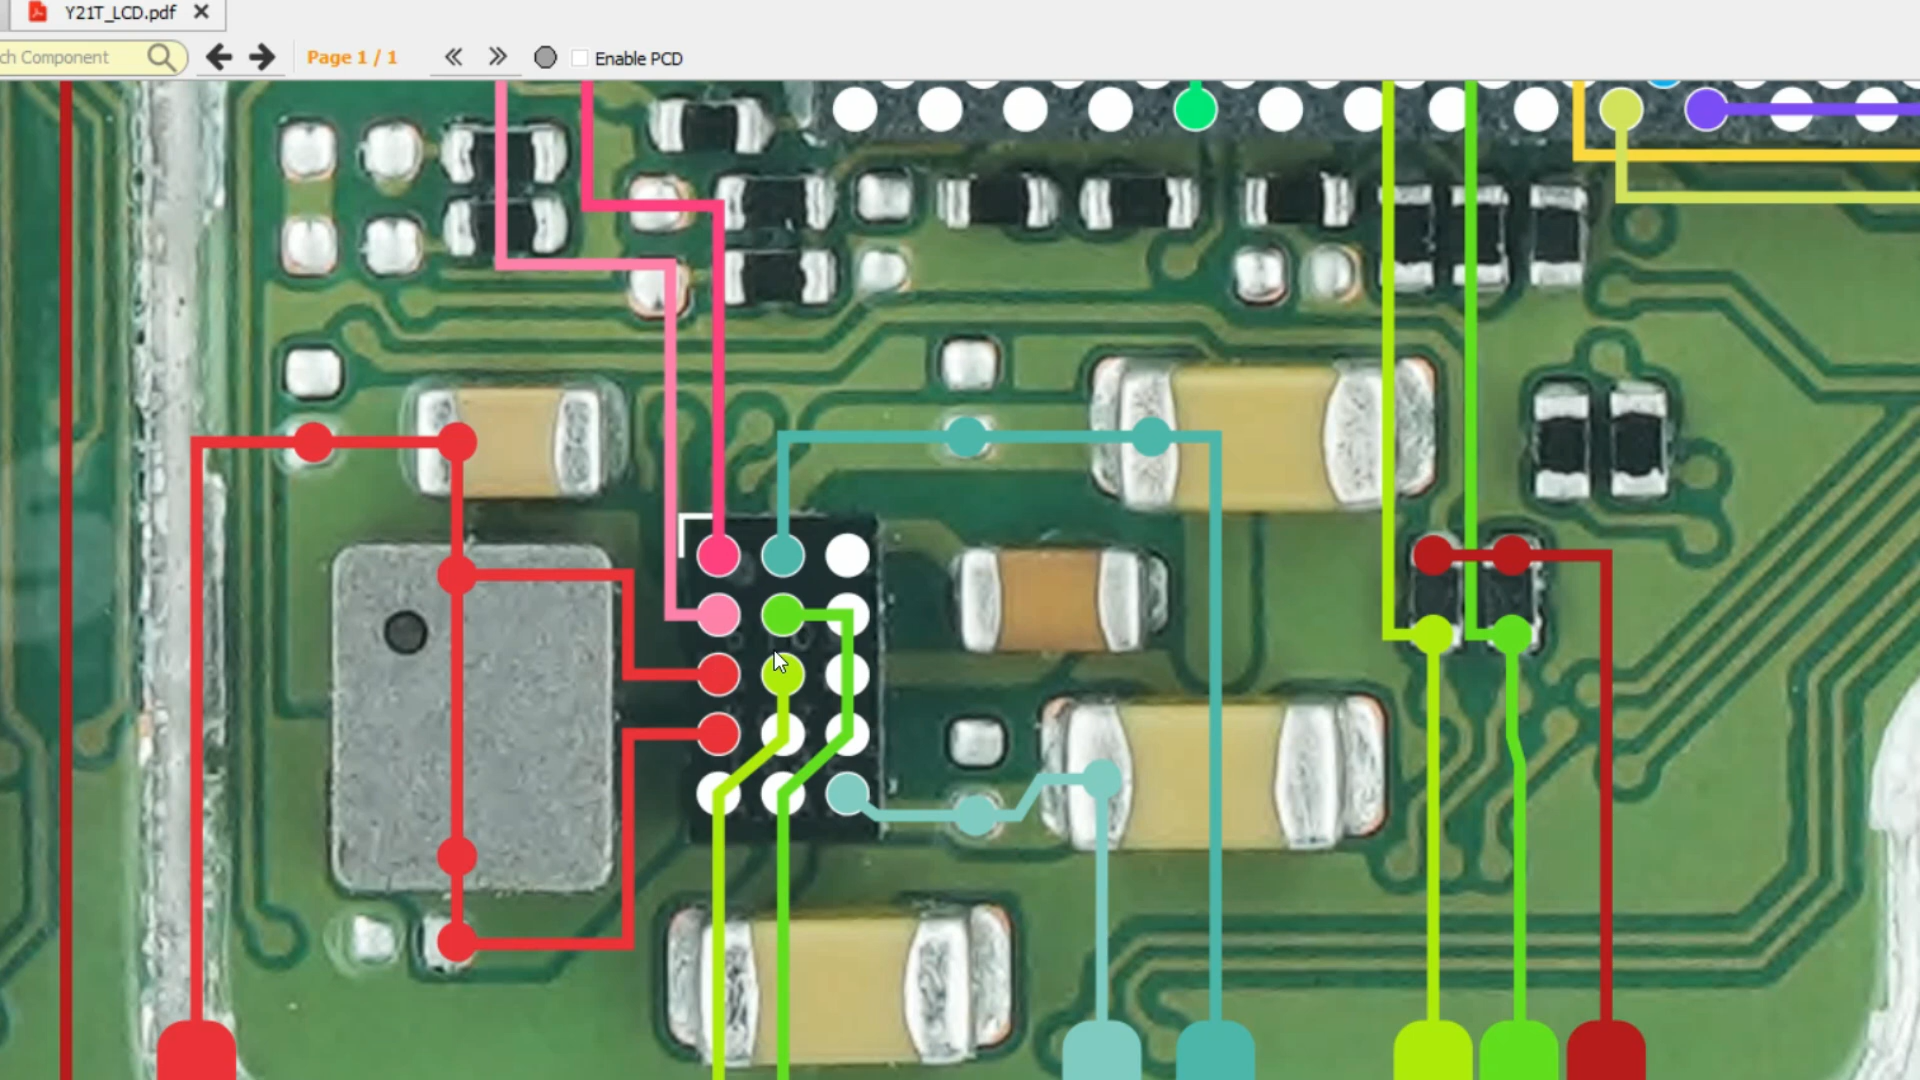 Y21T_LCD.pdf
ch Component
Page 1 / 1
Enable PCD